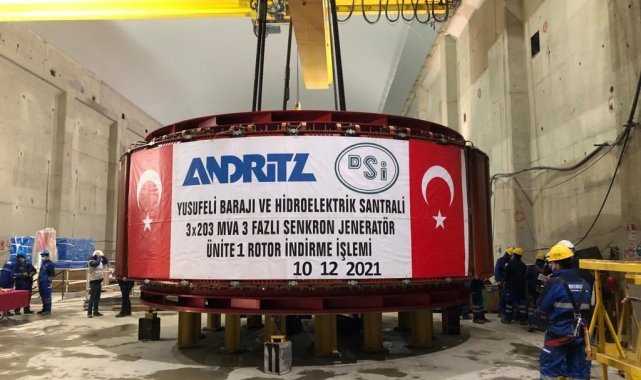 ANDRITZ
DSİ
YUSUFELİ BARAJI VE HİDROELEKTRİK SANTRALİ
3x203 MVA 3 FAZLI SENKRON JENERATÖR
ÜNİTE 1 ROTOR İNDİRME İŞLEMİ
10 12 2021